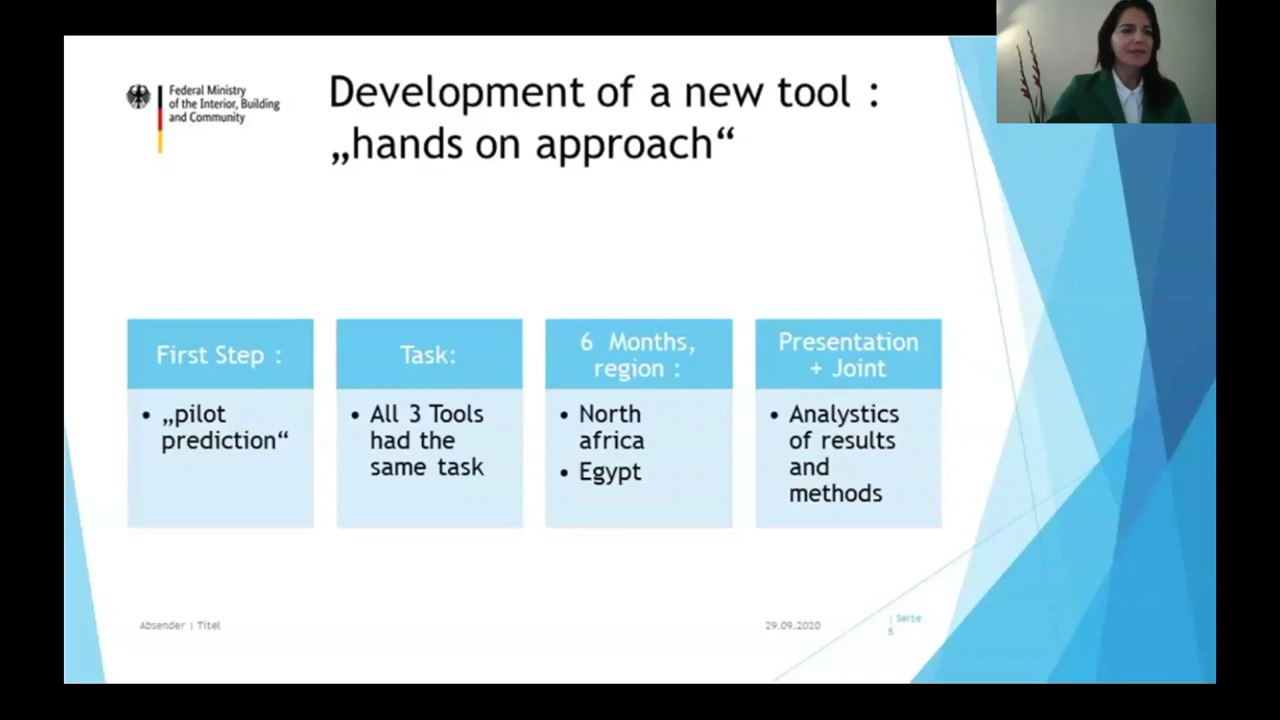 Federal Ministry
of the Interior, Building
and Community
Development of a new tool :
„hands on approach“
First Step :
• „pilot
prediction“
Task:
• All 3 Tools
had the
same task
6 Months,
region :
• North
africa
• Egypt
Presentation
+ Joint
• Analystics
of results
and
methods
Absender | Titel
29.09.2020
| Seite
5